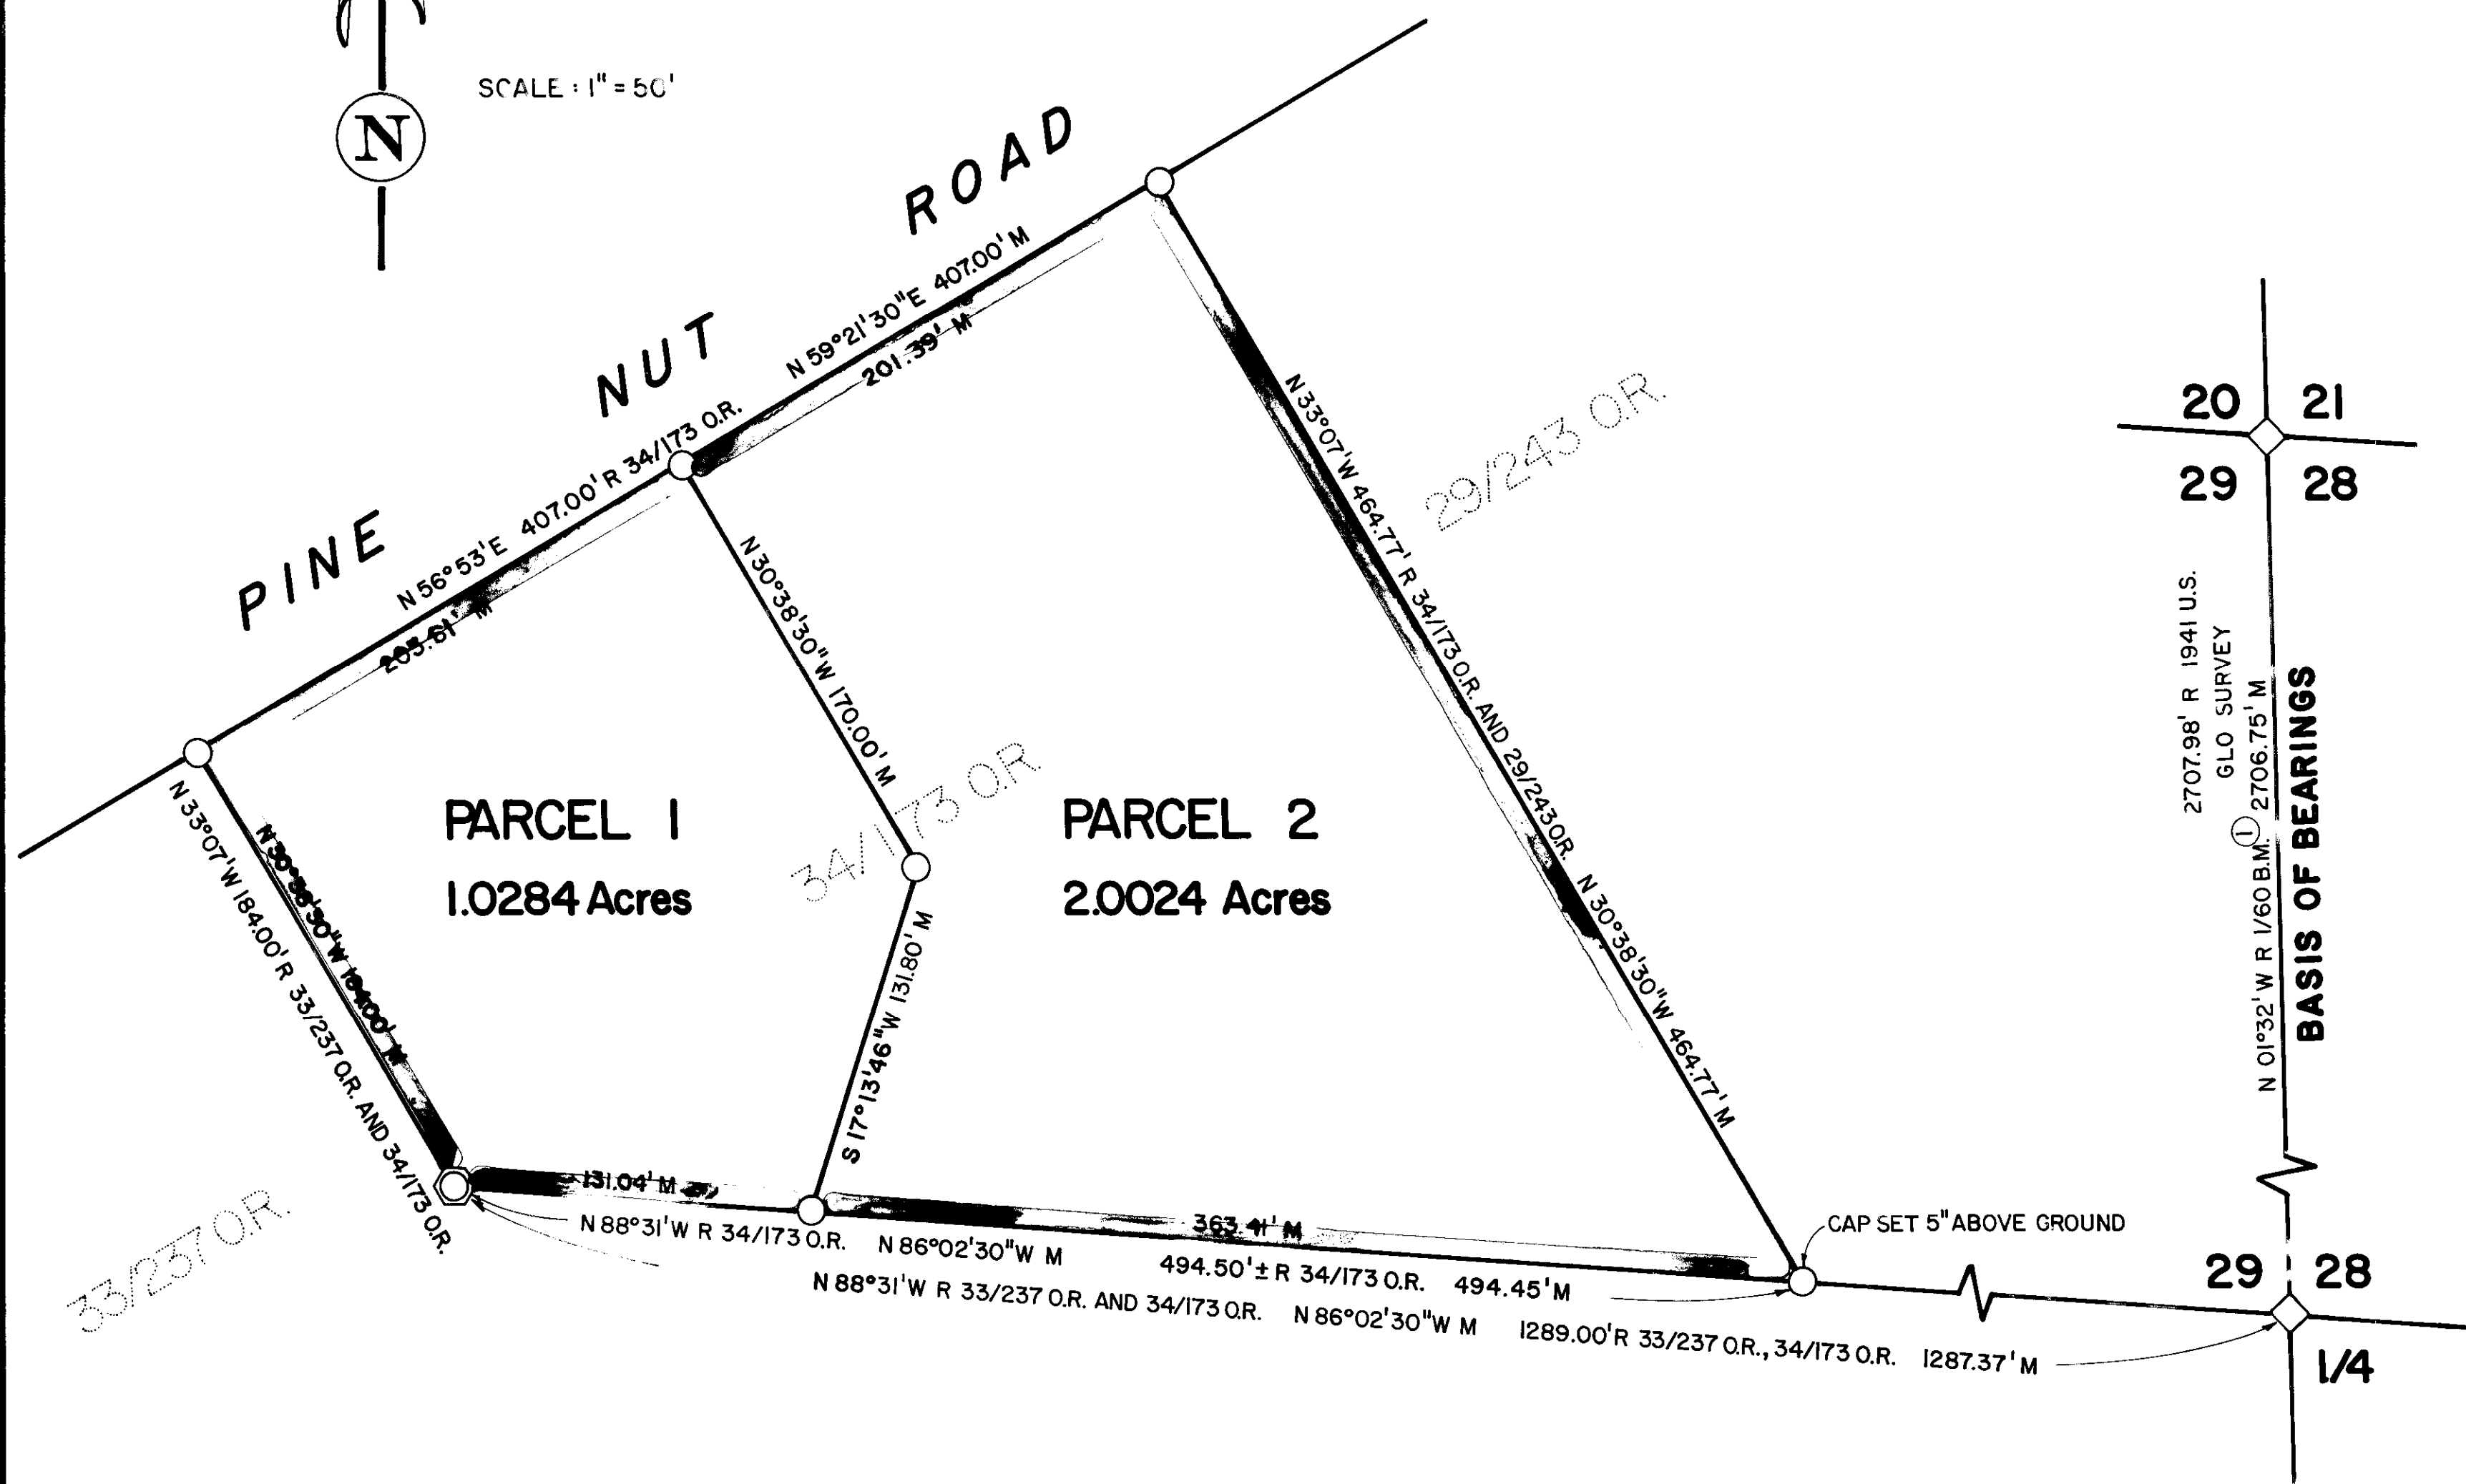 SCALE : 1" = 50'
N
PINE NUT ROAD
N 59°21'30"E 407.00' M
201.39' M
N 56°53'E 407.00' R 34/173 O.R.
205.61' M
N 33°07'W 464.77' R 34/173 O.R. AND 29/243 O.R. N 30°38'30"W 464.77' M
29/243 O.R.
20 21
29 28
N 30°38'30"W 170.00' M
2707.98' R 1941 U.S.
GLO SURVEY
N 01°32' W R 1/60 B.M. 1 2706.75' M
BASIS OF BEARINGS
34/173 O.R.
PARCEL 1
1.0284 Acres
PARCEL 2
2.0024 Acres
N 30°38'30"W 184.00' M
N 33°07'W 184.00' R 33/237 O.R. AND 34/173 O.R.
S 17°13'46"W 131.80' M
33/237 O.R.
131.04' M
363.41' M
CAP SET 5" ABOVE GROUND
N 88°31'W R 34/173 O.R. N 86°02'30"W M 494.50'± R 34/173 O.R. 494.45' M
N 88°31'W R 33/237 O.R. AND 34/173 O.R. N 86°02'30"W M 1289.00' R 33/237 O.R., 34/173 O.R. 1287.37' M
29 28
1/4